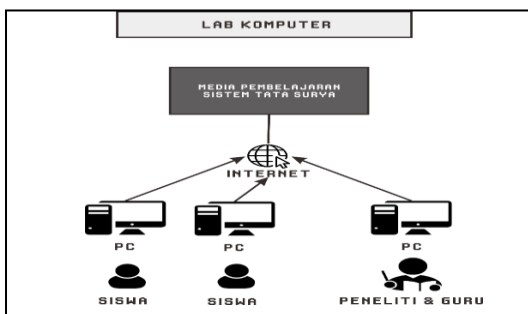 LAB KOMPUTER
MEDIA PEMBELAJARAN
SISTEM TATA SURYA
INTERNET
PC
PC
PC
SISWA
SISWA
PENELITI & GURU